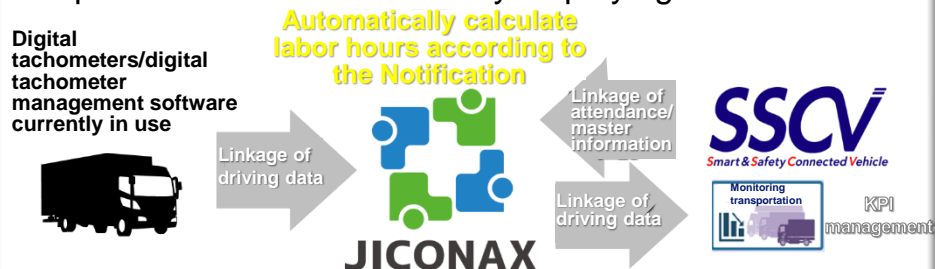 Automatically calculate
labor hours according to
the Notification
Digital
tachometers/digital
tachometer
management software
currently in use
Linkage of
driving data
JICONAX
Linkage of
attendance/
master
information
Linkage of
driving data
SSCV
Smart & Safety Connected Vehicle
Monitoring
transportation
KPI
management